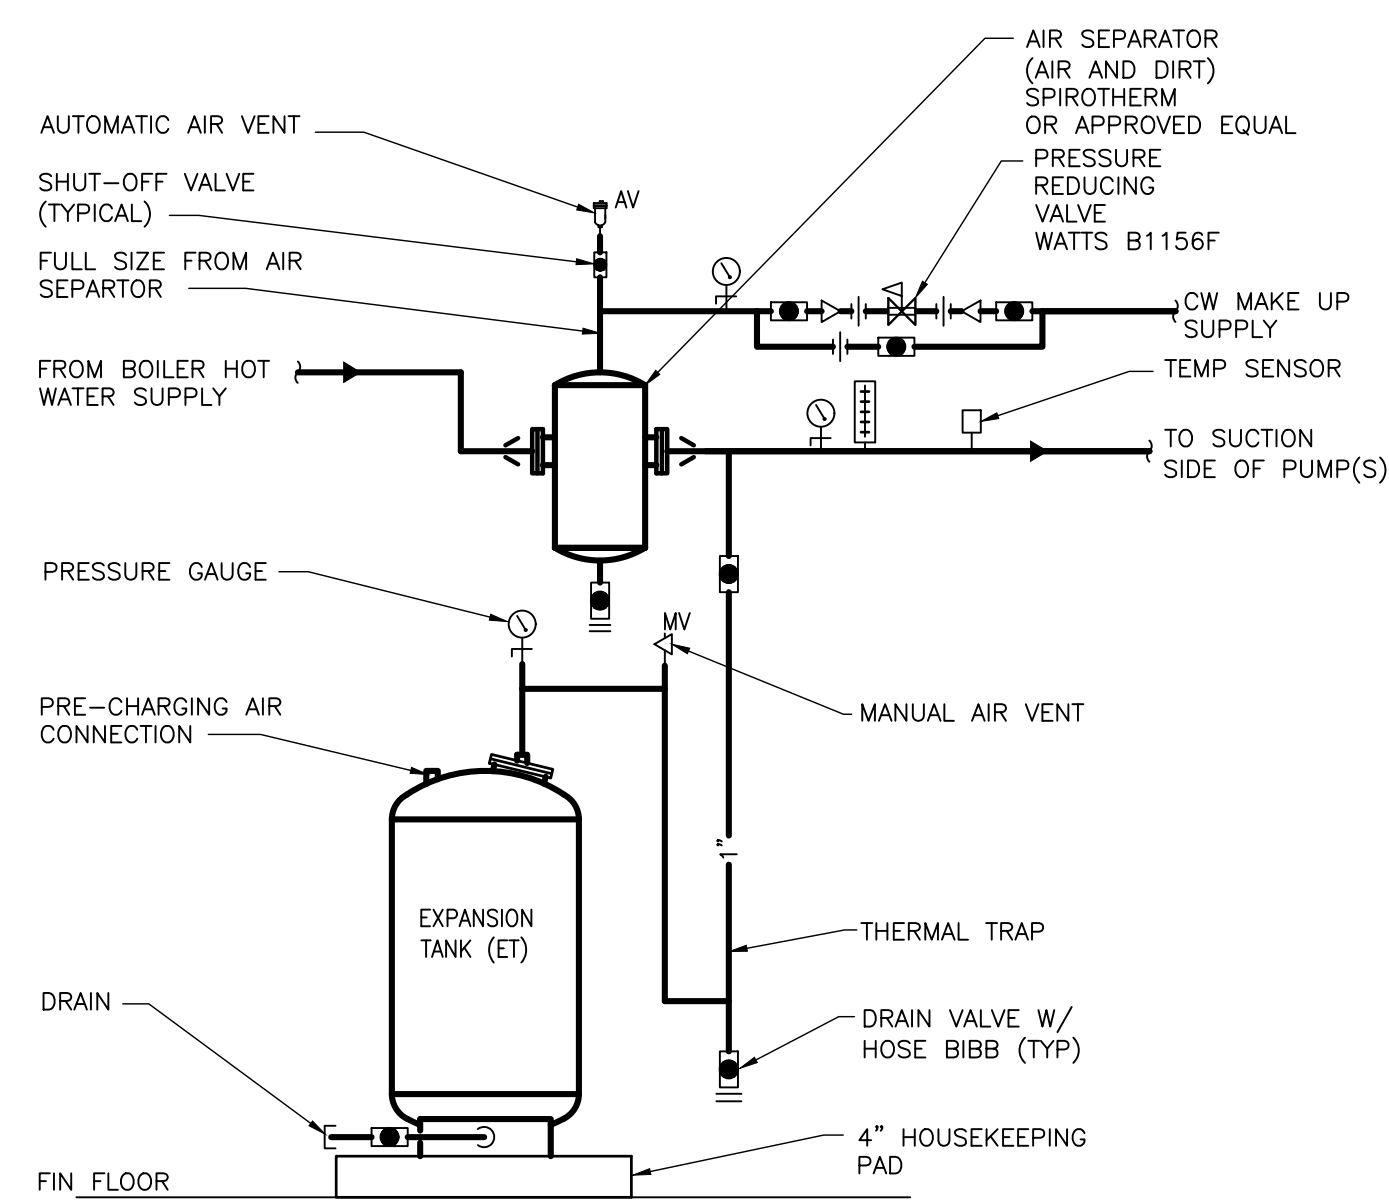 AIR SEPARATOR
(AIR AND DIRT)
SPIROTHERM
OR APPROVED EQUAL
AUTOMATIC AIR VENT
PRESSURE
REDUCING
VALVE
WATTS B1156F
SHUT-OFF VALVE
(TYPICAL)
AV
FULL SIZE FROM AIR
SEPARTOR
CW MAKE UP
SUPPLY
FROM BOILER HOT
WATER SUPPLY
TEMP SENSOR
TO SUCTION
SIDE OF PUMP(S)
PRESSURE GAUGE
MV
PRE-CHARGING AIR
CONNECTION
MANUAL AIR VENT
1"
EXPANSION
TANK (ET)
THERMAL TRAP
DRAIN
DRAIN VALVE W/
HOSE BIBB (TYP)
4" HOUSEKEEPING
PAD
FIN FLOOR